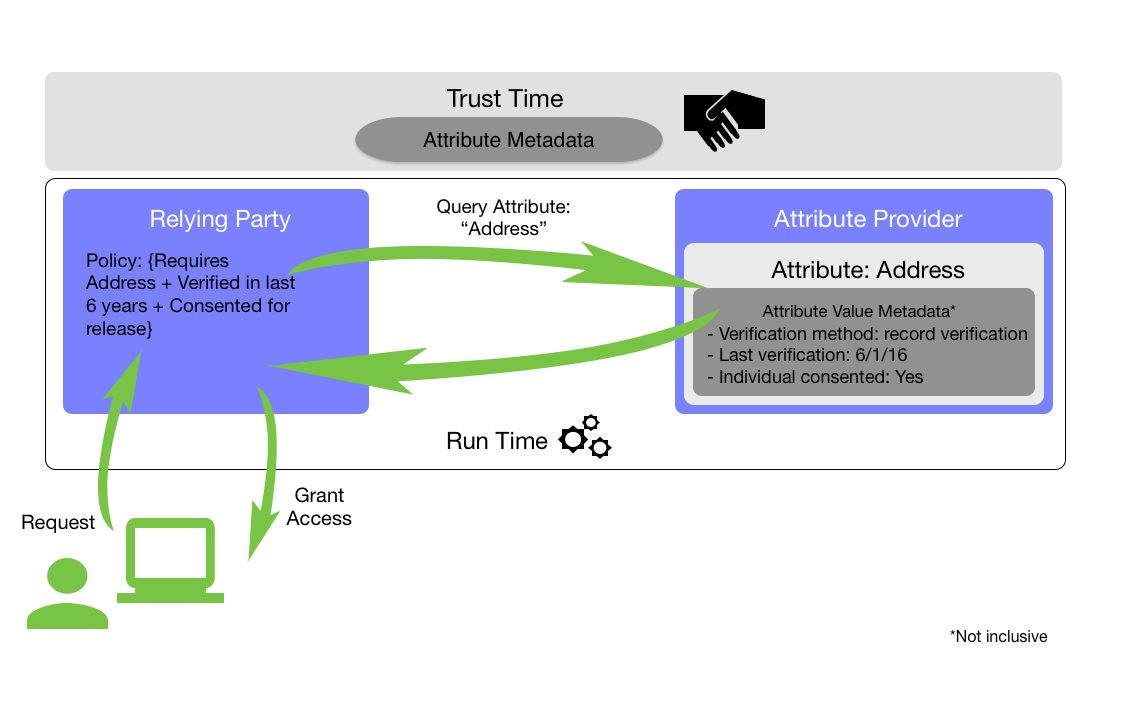 Trust Time
Attribute Metadata
Relying Party
Policy: {Requires
Address + Verified in last
6 years + Consented for
release}
Query Attribute:
“Address”
Attribute Provider
Attribute: Address
Attribute Value Metadata*
- Verification method: record verification
- Last verification: 6/1/16
- Individual consented: Yes
Run Time
Request
Grant
Access
*Not inclusive